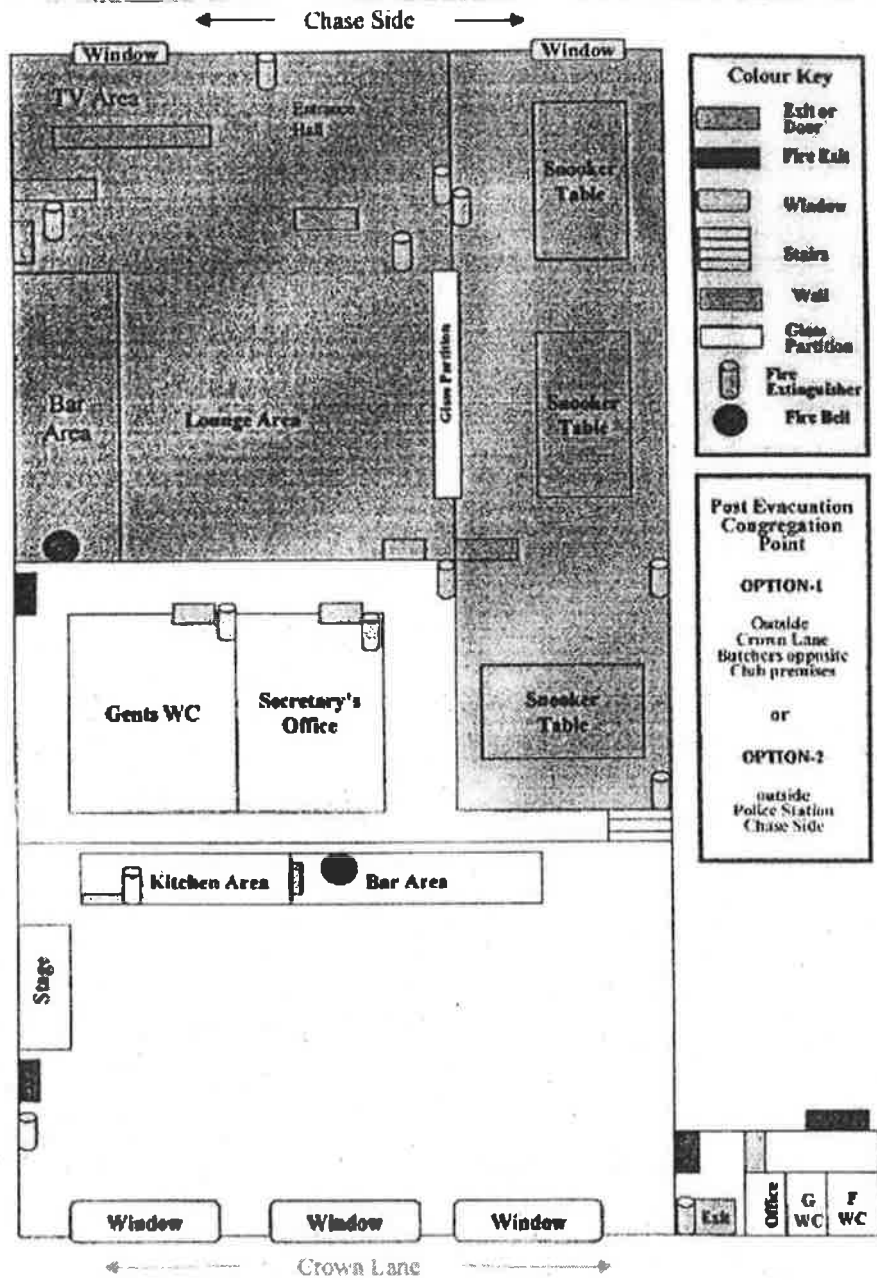 Chase Side
Window
Window
TV Area
Entrance
Hall
Snooker
Table
Bar
Area
Lounge Area
Glass Partition
Snooker
Table
Gents WC
Secretary's
Office
Snooker
Table
Kitchen Area
Bar Area
Stage
Window
Window
Window
Exit
Office
G
WC
F
WC
Crown Lane
Colour Key
Exit or
Door
Fire Exit
Window
Stairs
Wall
Glass
Partition
Fire
Extinguisher
Fire Bell
Post Evacuation
Congregation
Point
OPTION-1
Outside
Crown Lane
Butchers opposite
Club premises
or
OPTION-2
outside
Police Station
Chase Side